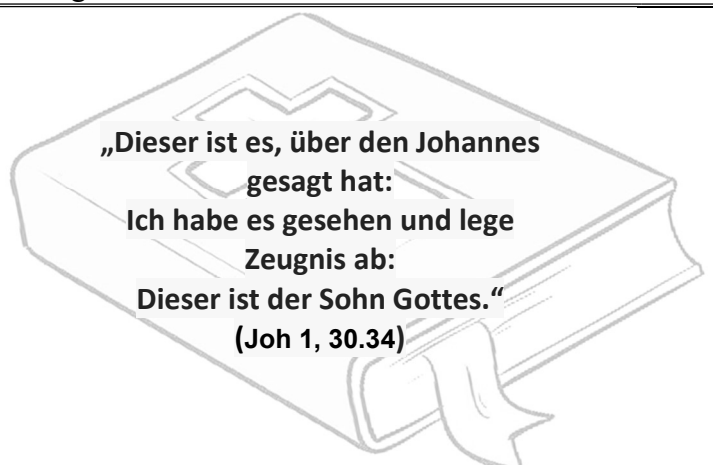 „Dieser ist es, über den Johannes
gesagt hat:
Ich habe es gesehen und lege
Zeugnis ab:
Dieser ist der Sohn Gottes.“
(Joh 1, 30.34)